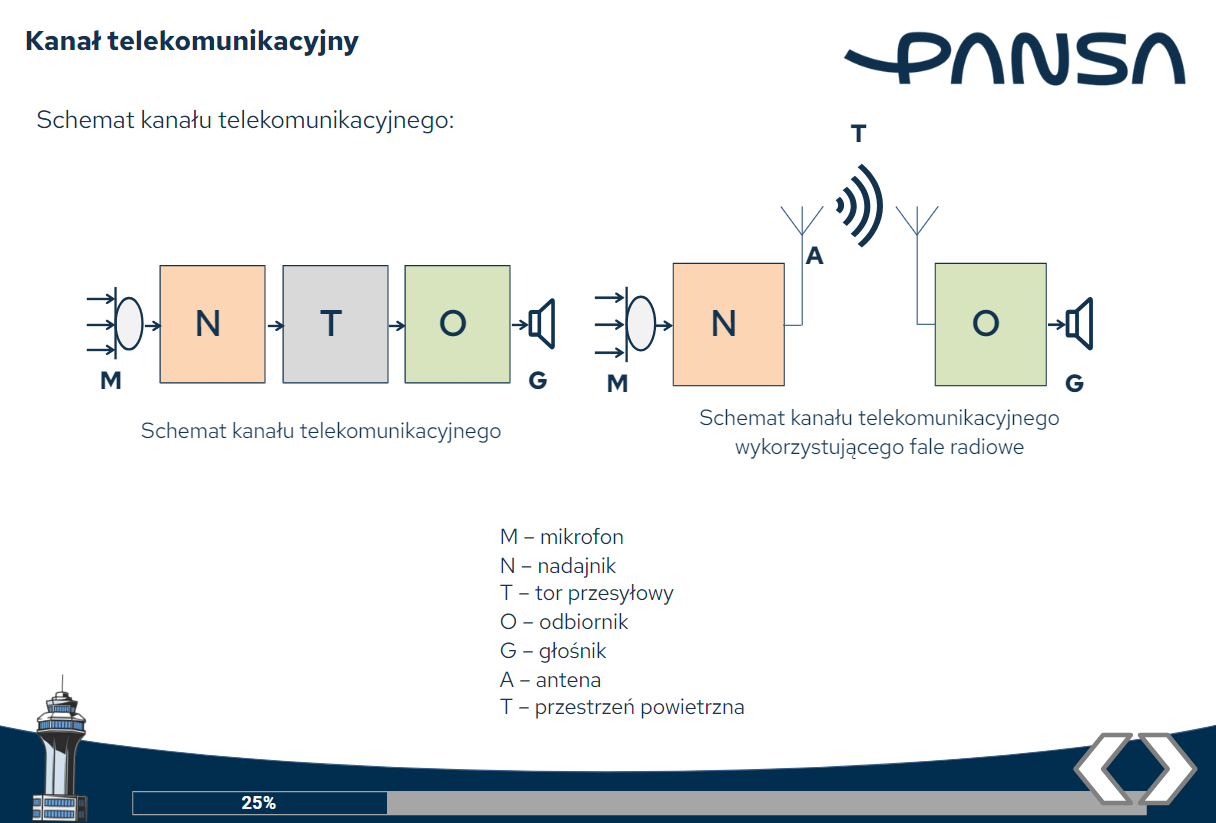 Kanał telekomunikacyjny
PANSA
Schemat kanału telekomunikacyjnego:
M
N
T
O
G
Schemat kanału telekomunikacyjnego
T
A
M
N
O
G
Schemat kanału telekomunikacyjnego
wykorzystującego fale radiowe
M – mikrofon
N – nadajnik
T – tor przesyłowy
O – odbiornik
G – głośnik
A – antena
T – przestrzeń powietrzna
25%